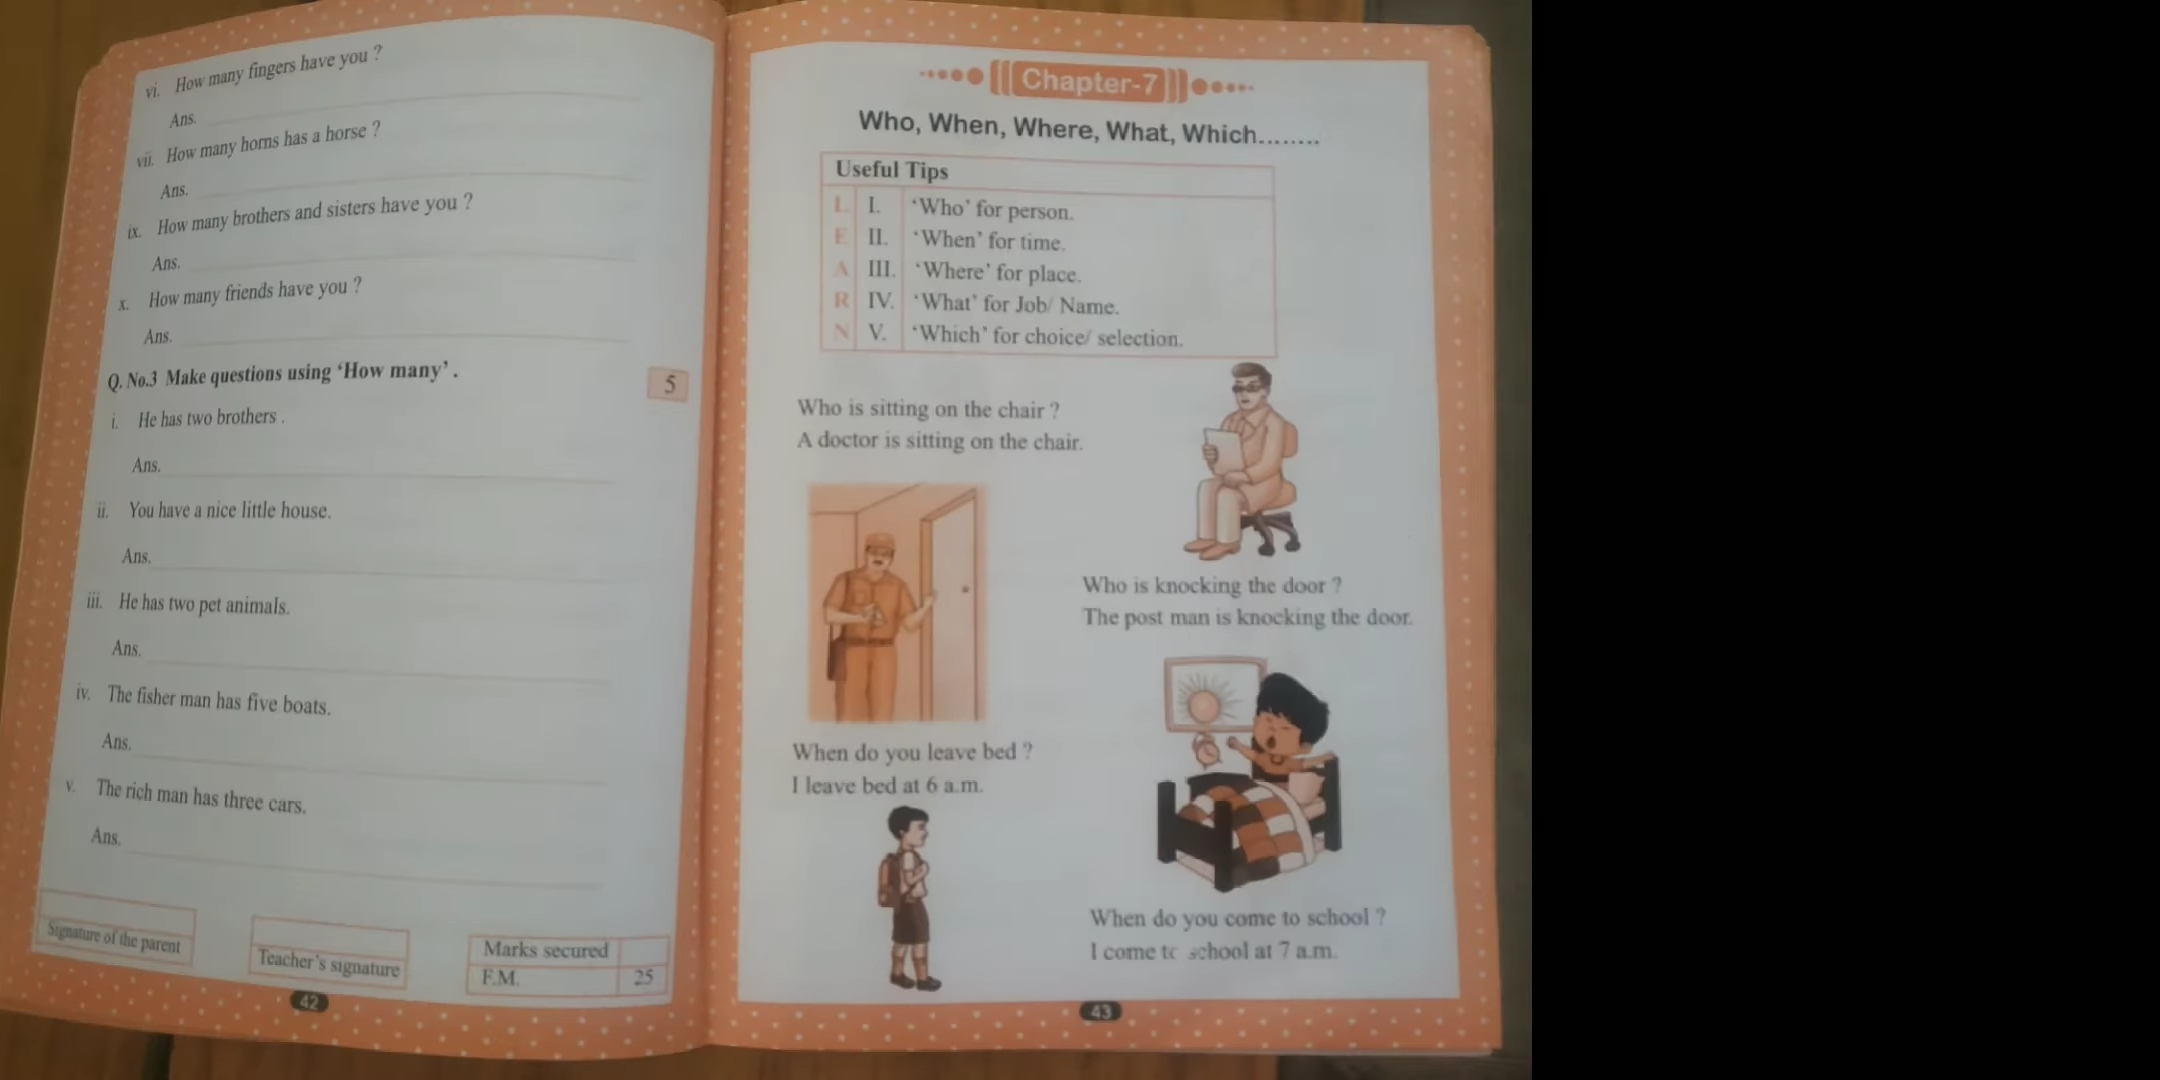 vi. How many fingers have you ?
Ans.
vii. How many horns has a horse ?
Ans.
ix. How many brothers and sisters have you ?
Ans.
x. How many friends have you ?
Ans.
Q. No.3 Make questions using ‘How many’ .
5
i. He has two brothers .
Ans.
ii. You have a nice little house.
Ans.
iii. He has two pet animals.
Ans.
iv. The fisher man has five boats.
Ans.
v. The rich man has three cars.
Ans.
Signature of the parent
Teacher’s signature
Marks secured
F.M. 25
42
Chapter-7
Who, When, Where, What, Which........
Useful Tips
L I. ‘Who’ for person.
E II. ‘When’ for time.
A III. ‘Where’ for place.
R IV. ‘What’ for Job/ Name.
N V. ‘Which’ for choice/ selection.
Who is sitting on the chair ?
A doctor is sitting on the chair.
Who is knocking the door ?
The post man is knocking the door.
When do you leave bed ?
I leave bed at 6 a.m.
When do you come to school ?
I come to school at 7 a.m.
43